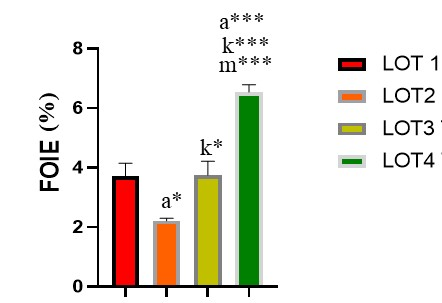 a***
k***
m***
8
6
4
2
0
FOIE (%)
a*
k*
LOT 1
LOT2
LOT3
LOT4